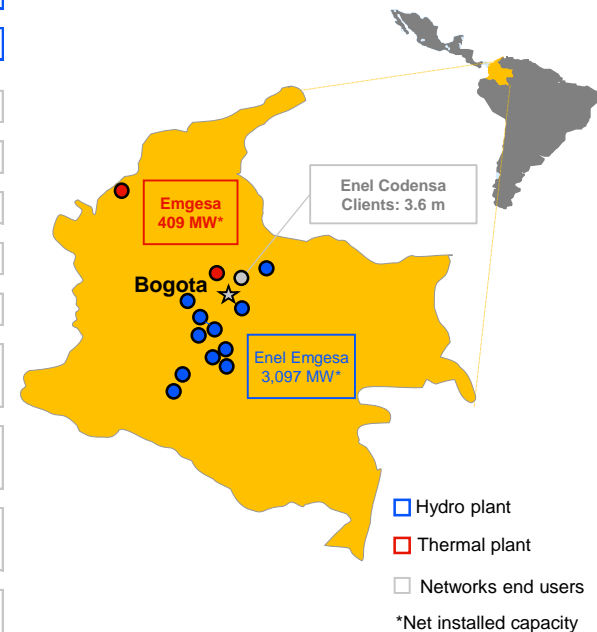 Emgesa
409 MW*
Enel Codensa
Clients: 3.6 m
Bogota
Enel Emgesa
3,097 MW*
Hydro plant
Thermal plant
Networks end users
*Net installed capacity